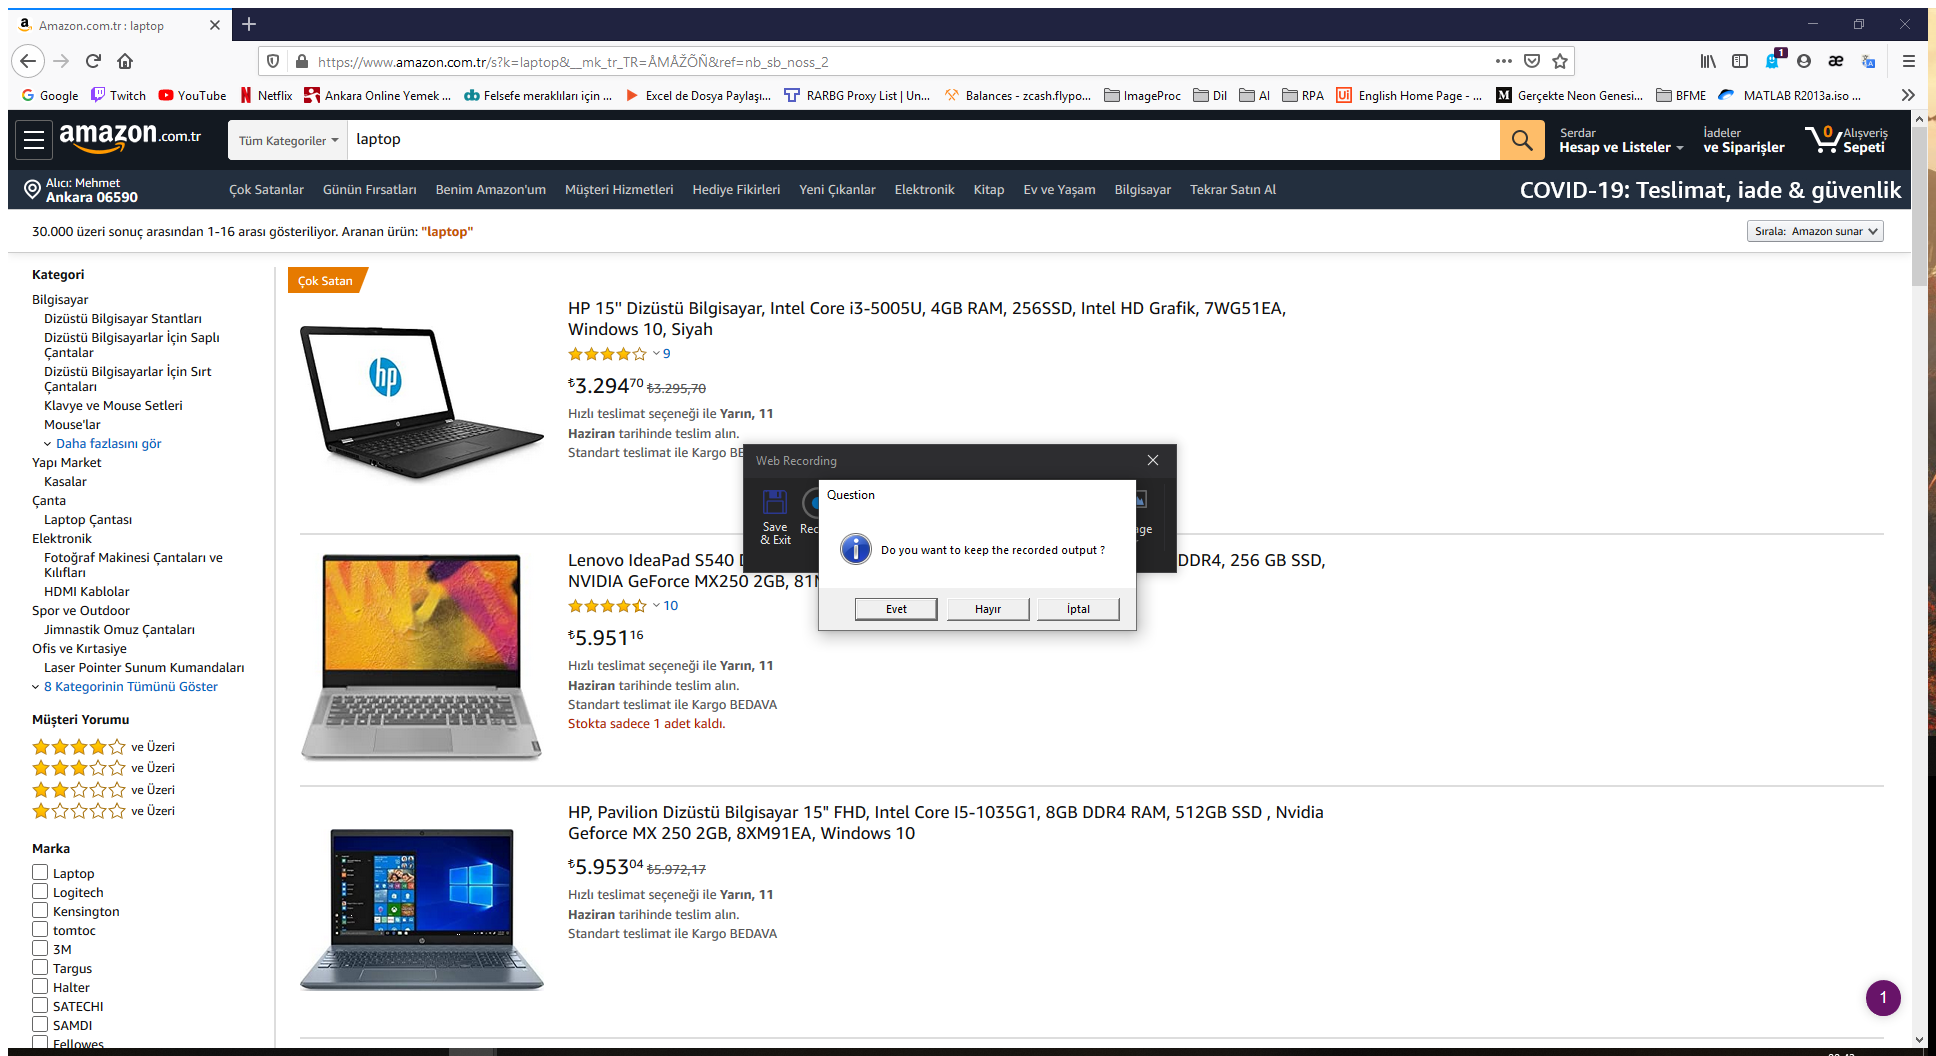 Amazon.com.tr : laptop
https://www.amazon.com.tr/s?k=laptop&__mk_tr_TR=ÅMÅŽÕÑ&ref=nb_sb_noss_2
1
Google
Twitch
YouTube
Netflix
Ankara Online Yemek ...
Felsefe meraklıları için ...
Excel de Dosya Paylaşı...
RARBG Proxy List | Un...
Balances - zcash.flypo...
ImageProc
Dil
AI
RPA
English Home Page - ...
Gerçekte Neon Genesi...
BFME
MATLAB R2013a.iso ...
amazon.com.tr
Tüm Kategoriler
laptop
Serdar
Hesap ve Listeler
İadeler
ve Siparişler
0
Alışveriş
Sepeti
Alıcı: Mehmet
Ankara 06590
Çok Satanlar
Günün Fırsatları
Benim Amazon'um
Müşteri Hizmetleri
Hediye Fikirleri
Yeni Çıkanlar
Elektronik
Kitap
Ev ve Yaşam
Bilgisayar
Tekrar Satın Al
COVID-19: Teslimat, iade & güvenlik
30.000 üzeri sonuç arasından 1-16 arası gösteriliyor. Aranan ürün: "laptop"
Sırala: Amazon sunar
Kategori
Bilgisayar
Dizüstü Bilgisayar Stantları
Dizüstü Bilgisayarlar İçin Saplı
Çantalar
Dizüstü Bilgisayarlar İçin Sırt
Çantaları
Klavye ve Mouse Setleri
Mouse'lar
Daha fazlasını gör
Yapı Market
Kasalar
Çanta
Laptop Çantası
Elektronik
Fotoğraf Makinesi Çantaları ve
Kılıfları
HDMI Kablolar
Spor ve Outdoor
Jimnastik Omuz Çantaları
Ofis ve Kırtasiye
Laser Pointer Sunum Kumandaları
8 Kategorinin Tümünü Göster
Müşteri Yorumu
ve Üzeri
ve Üzeri
ve Üzeri
ve Üzeri
Marka
Laptop
Logitech
Kensington
tomtoc
3M
Targus
Halter
SATECHI
SAMDI
Fellowes
Çok Satan
hp
HP 15'' Dizüstü Bilgisayar, Intel Core i3-5005U, 4GB RAM, 256SSD, Intel HD Grafik, 7WG51EA,
Windows 10, Siyah
9
₺3.29470 ₺3.295,70
Hızlı teslimat seçeneği ile Yarın, 11
Haziran tarihinde teslim alın.
Standart teslimat ile Kargo BE
Web Recording
Save
& Exit
Rec
age
Question
Do you want to keep the recorded output ?
Evet
Hayır
İptal
Lenovo IdeaPad S540 D DDR4, 256 GB SSD,
NVIDIA GeForce MX250 2GB, 81N
10
₺5.95116
Hızlı teslimat seçeneği ile Yarın, 11
Haziran tarihinde teslim alın.
Standart teslimat ile Kargo BEDAVA
Stokta sadece 1 adet kaldı.
HP, Pavilion Dizüstü Bilgisayar 15" FHD, Intel Core I5-1035G1, 8GB DDR4 RAM, 512GB SSD , Nvidia
Geforce MX 250 2GB, 8XM91EA, Windows 10
₺5.95304 ₺5.972,17
Hızlı teslimat seçeneği ile Yarın, 11
Haziran tarihinde teslim alın.
Standart teslimat ile Kargo BEDAVA
1